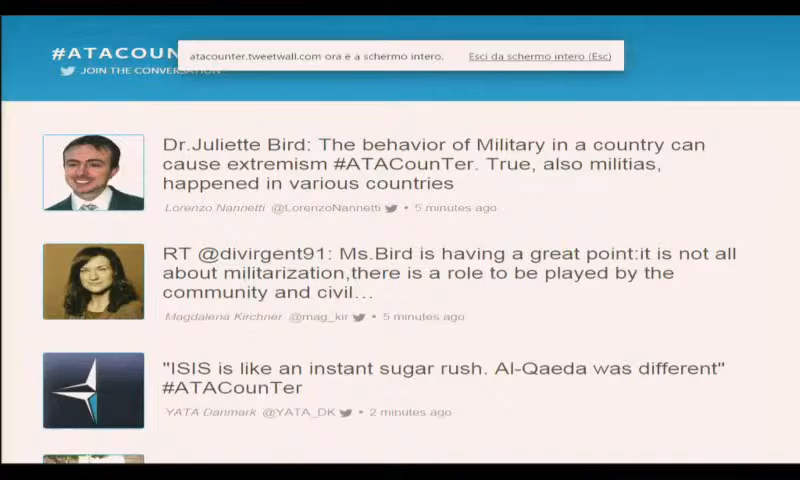 #ATACOUN
atacounter.tweetwall.com ora è a schermo intero. Esci da schermo intero (Esc)
JOIN THE CONVERSATION
Dr.Juliette Bird: The behavior of Military in a country can
cause extremism #ATACounTer. True, also militias,
happened in various countries
Lorenzo Nannetti @LorenzoNannetti • 5 minutes ago
RT @divirgent91: Ms.Bird is having a great point:it is not all
about militarization,there is a role to be played by the
community and civil…
Magdalena Kirchner @mag_kir • 5 minutes ago
"ISIS is like an instant sugar rush. Al-Qaeda was different"
#ATACounTer
YATA Danmark @YATA_DK • 2 minutes ago